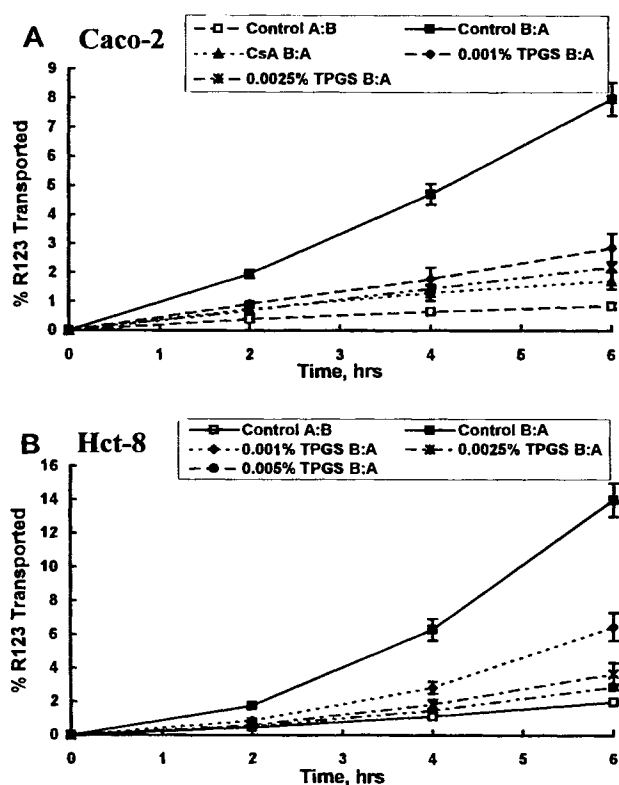 A Caco-2
Control A:B
Control B:A
CsA B:A
0.001% TPGS B:A
0.0025% TPGS B:A
% R123 Transported
9
8
7
6
5
4
3
2
1
0
0 1 2 3 4 5 6
Time, hrs
B Hct-8
Control A:B
Control B:A
0.001% TPGS B:A
0.0025% TPGS B:A
0.005% TPGS B:A
% R123 Transported
16
14
12
10
8
6
4
2
0
0 1 2 3 4 5 6
Time, hrs